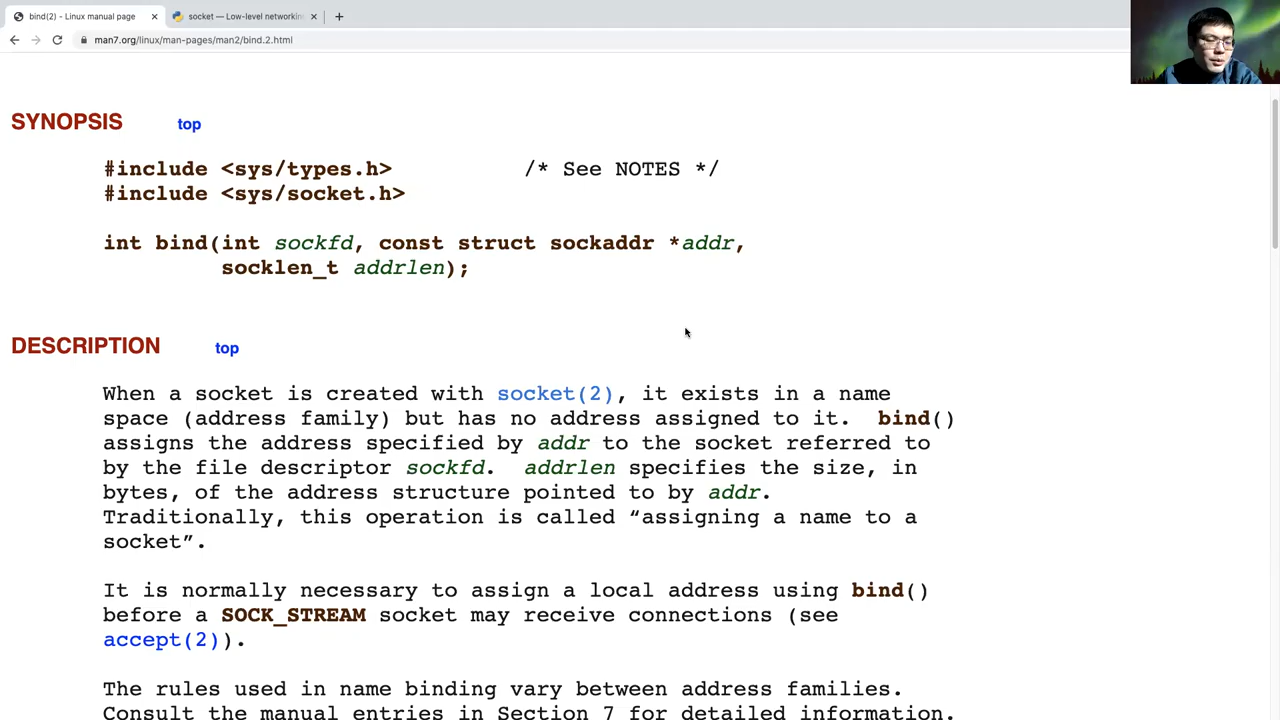 bind(2) - Linux manual page
socket — Low-level networkin
man7.org/linux/man-pages/man2/bind.2.html
SYNOPSIS top
#include <sys/types.h> /* See NOTES */
#include <sys/socket.h>
int bind(int sockfd, const struct sockaddr *addr,
socklen_t addrlen);
DESCRIPTION top
When a socket is created with socket(2), it exists in a name
space (address family) but has no address assigned to it. bind()
assigns the address specified by addr to the socket referred to
by the file descriptor sockfd. addrlen specifies the size, in
bytes, of the address structure pointed to by addr.
Traditionally, this operation is called “assigning a name to a
socket”.
It is normally necessary to assign a local address using bind()
before a SOCK_STREAM socket may receive connections (see
accept(2)).
The rules used in name binding vary between address families.
Consult the manual entries in Section 7 for detailed information.